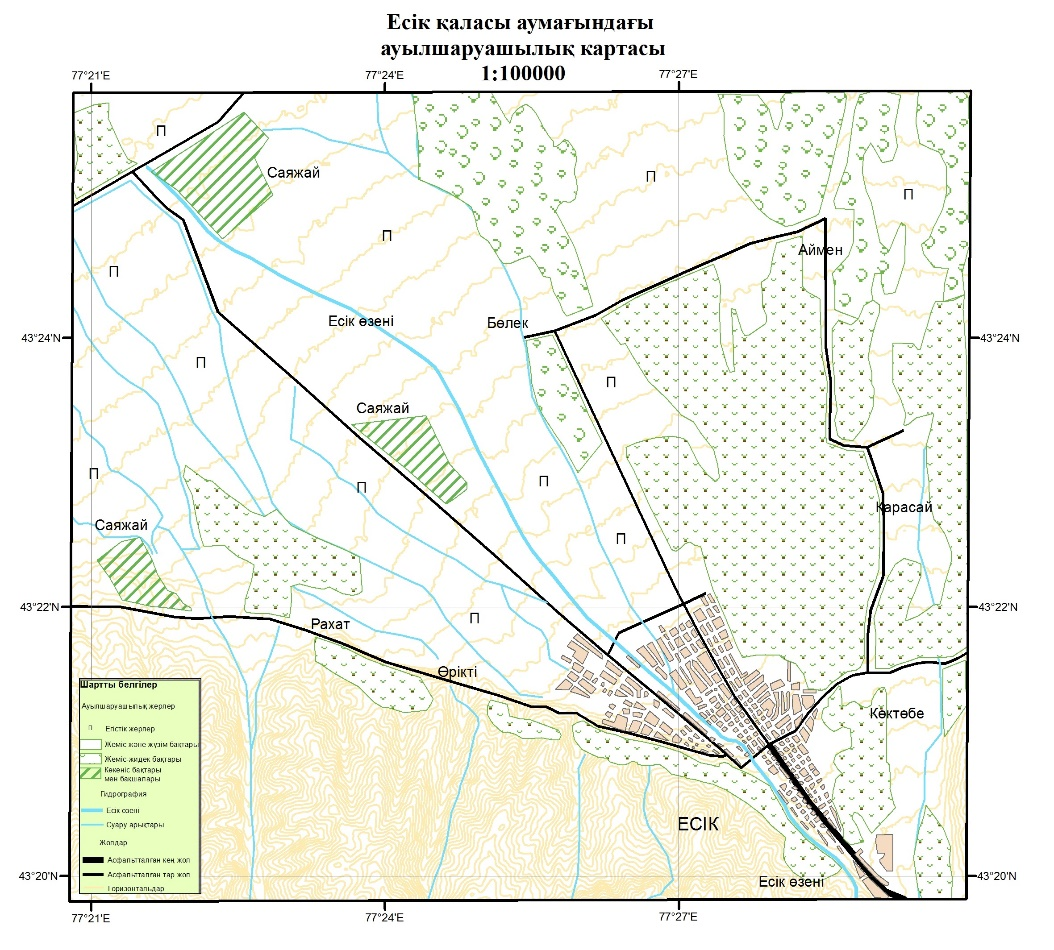 Есік қаласы аумағындағы
ауылшаруашылық картасы
1:100000
77°21'E
77°24'E
77°27'E
П
Саяжай
П
П
П
Аймен
П
Есік өзені
Бөлек
43°24'N
43°24'N
П
П
Саяжай
П
П
П
Қарасай
Саяжай
П
43°22'N
43°22'N
П
Рахат
Өрікті
Шартты белгілер
Ауылшаруашылық жерлер
П Егістік жерлер
Жеміс және жүзім бақтары
Жеміс-жидек бақтары
Көкөніс бақтары
мен бақшалары
Гидрография
Есік өзені
Суару арықтары
Жолдар
Асфальтталған кең жол
Асфальтталған тар жол
Горизонтальдар
Көктөбе
ЕСІК
Есік өзені
43°20'N
43°20'N
77°21'E
77°24'E
77°27'E